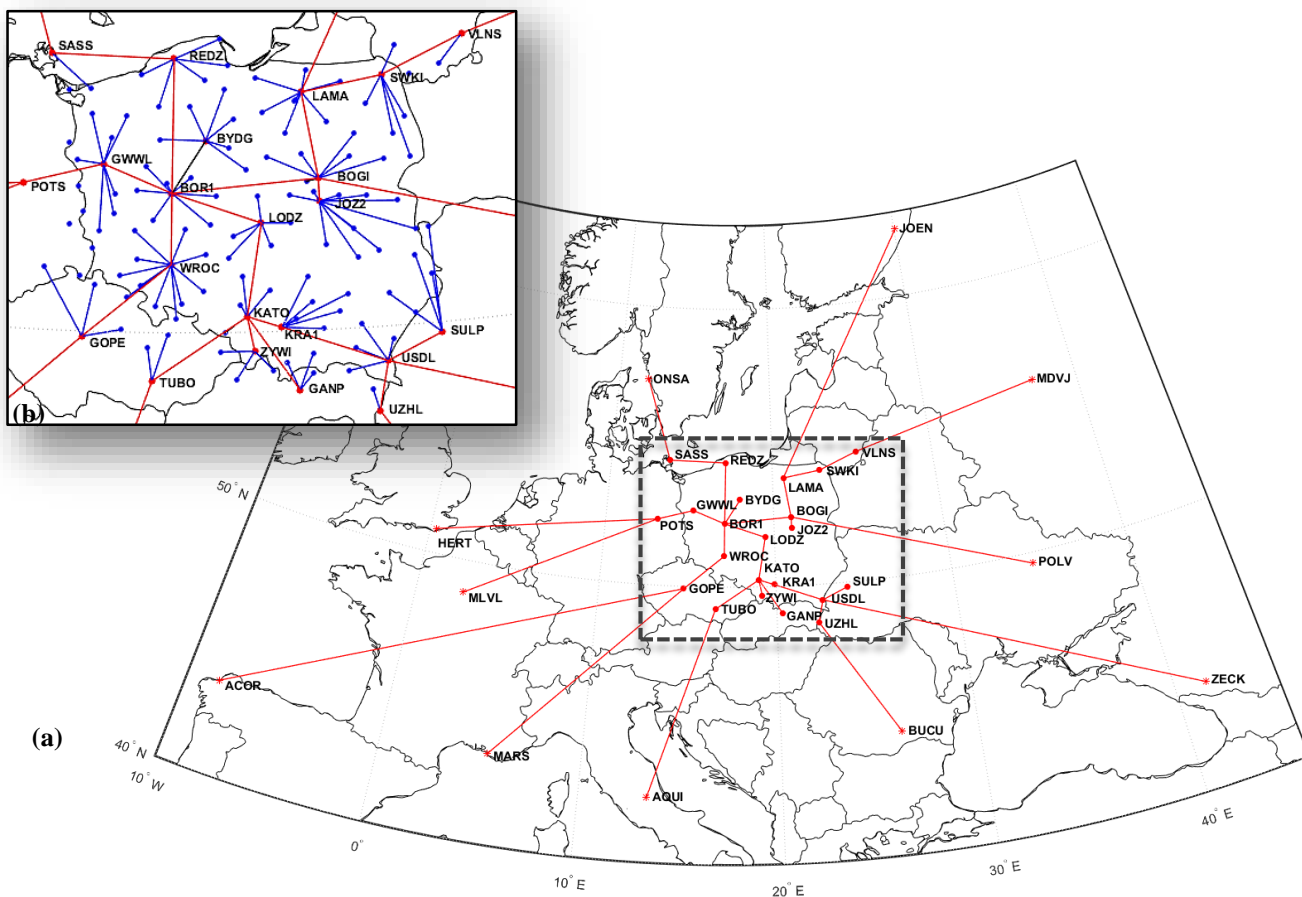 SASS
REDZ
VLNS
SWKI
LAMA
BYDG
GWWL
POTS
BOR1
BOGI
JOZ2
LODZ
WROC
KATO
KRA1
SULP
GOPE
ZYWI
USDL
TUBO
GANP
UZHL
(b)
JOEN
ONSA
MDVJ
SASS
REDZ
VLNS
SWKI
LAMA
BYDG
GWWL
POTS
BOR1
BOGI
JOZ2
HERT
LODZ
WROC
POLV
KATO
KRA1
SULP
MLVL
GOPE
ZYWI
USDL
TUBO
GANP
UZHL
ACOR
ZECK
BUCU
MARS
AQUI
(a)
50°N
40°N
10°W
0°
10°E
20°E
30°E
40°E